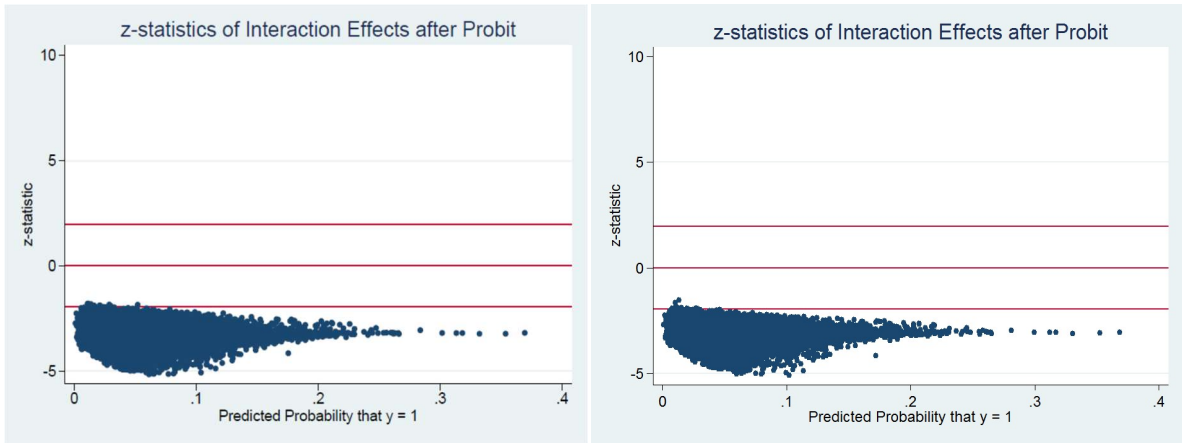 z-statistics of Interaction Effects after Probit
10
5
0
-5
z-statistic
0 .1 .2 .3 .4
Predicted Probability that y = 1
z-statistics of Interaction Effects after Probit
10
5
0
-5
z-statistic
0 .1 .2 .3 .4
Predicted Probability that y = 1